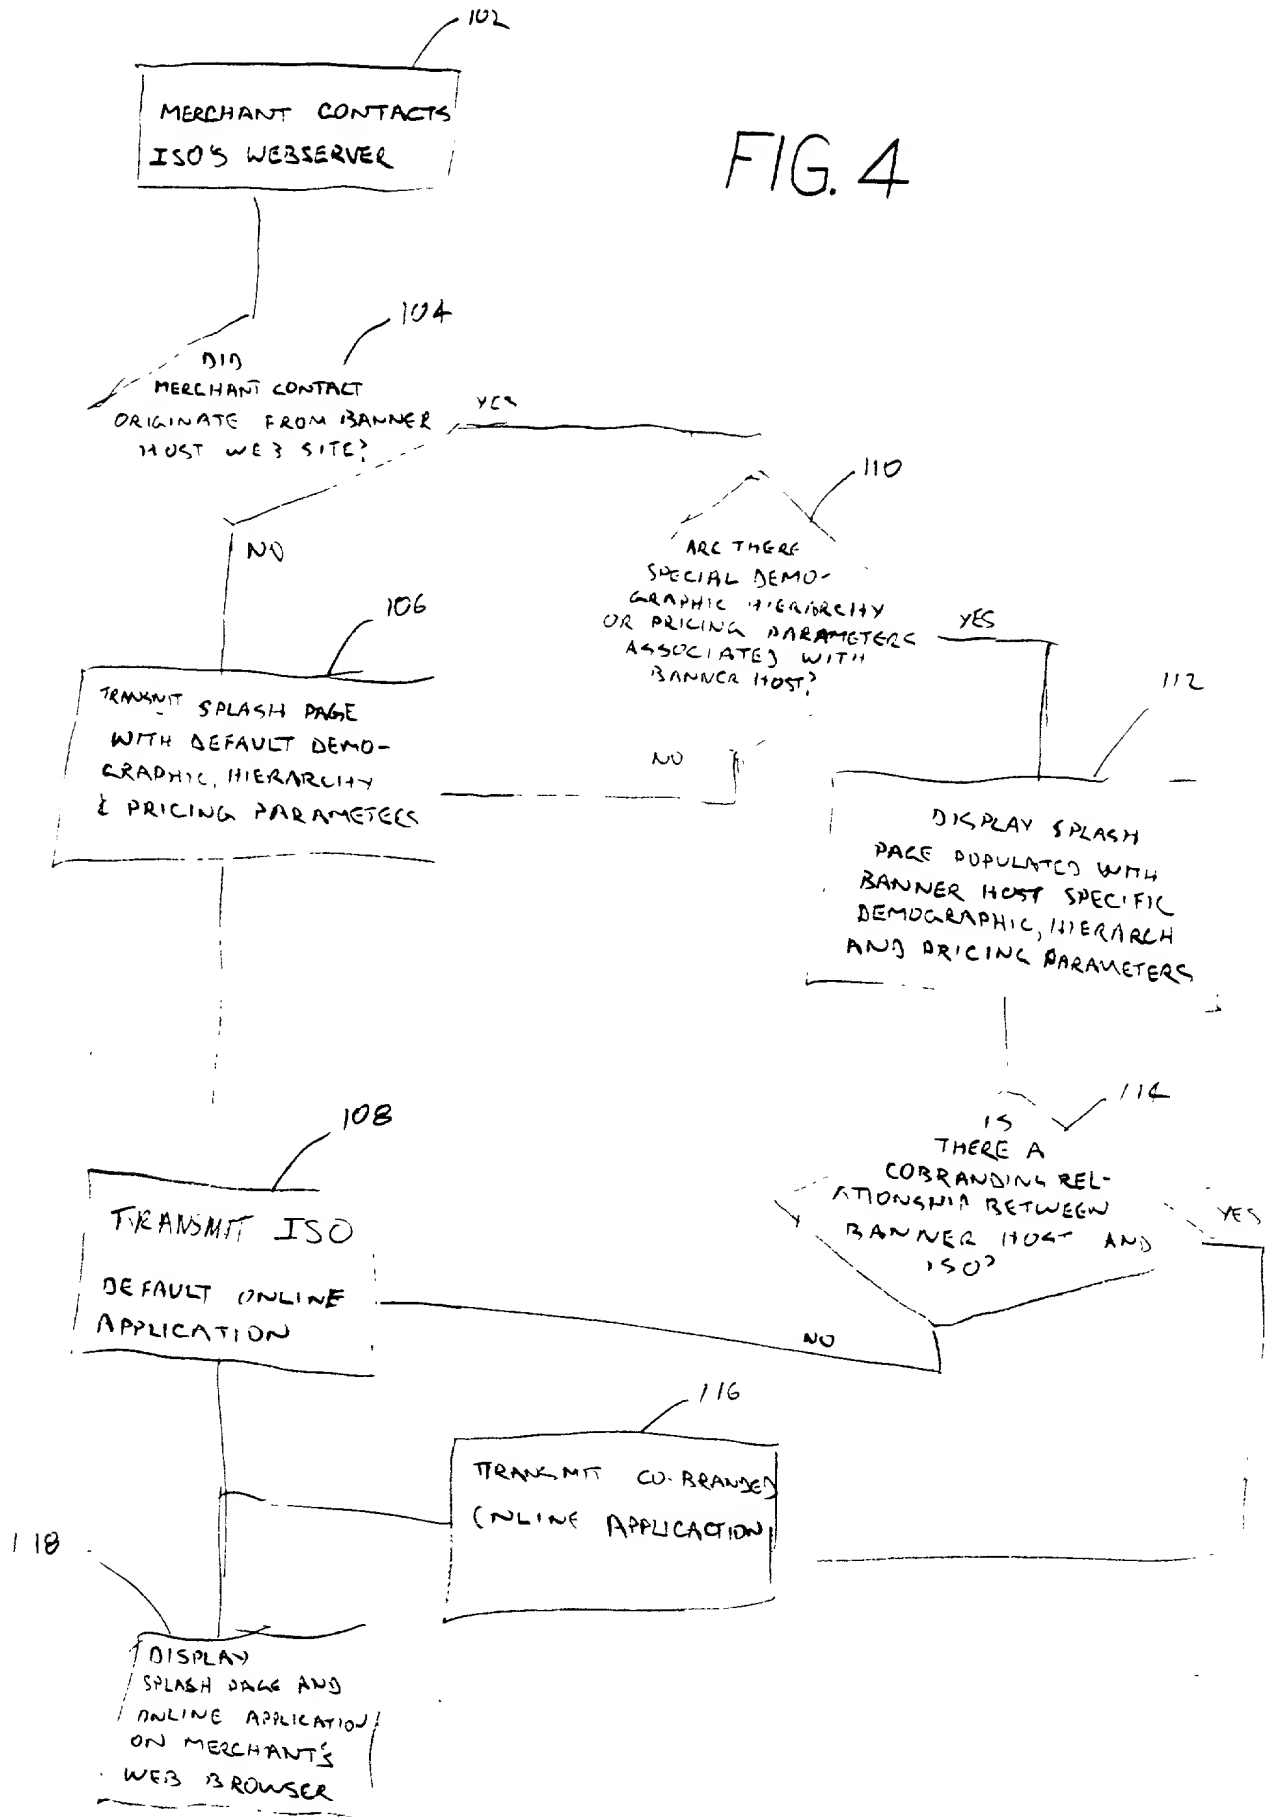 102
MERCHANT CONTACTS
ISO'S WEBSERVER
FIG. 4
104
DID
MERCHANT CONTACT
ORIGINATE FROM BANNER
HOST WEB SITE?
YES
NO
110
ARE THERE
SPECIAL DEMO-
GRAPHIC HIERARCHY
OR PRICING PARAMETERS
ASSOCIATED WITH
BANNER HOST?
YES
NO
106
TRANSMIT SPLASH PAGE
WITH DEFAULT DEMO-
GRAPHIC, HIERARCHY
& PRICING PARAMETERS
112
DISPLAY SPLASH
PAGE POPULATED WITH
BANNER HOST SPECIFIC
DEMOGRAPHIC, HIERARCH
AND PRICING PARAMETERS
108
TRANSMIT ISO
DEFAULT ONLINE
APPLICATION
114
IS
THERE A
COBRANDING REL-
ATIONSHIP BETWEEN
BANNER HOST AND
ISO?
YES
NO
116
TRANSMIT CO-BRANDED
ONLINE APPLICACTION
118
DISPLAY
SPLASH PAGE AND
ONLINE APPLICATION
ON MERCHANT'S
WEB BROWSER